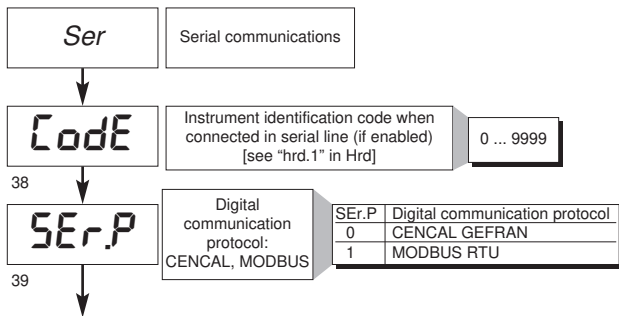 Ser
Serial communications
CodE
Instrument identification code when
connected in serial line (if enabled)
[see “hrd.1” in Hrd]
0 ... 9999
38
SEr.P
Digital
communication
protocol:
CENCAL, MODBUS
SEr.P Digital communication protocol
0 CENCAL GEFRAN
1 MODBUS RTU
39